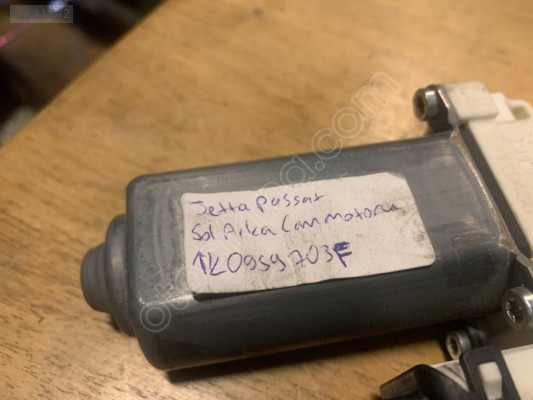 Jetta Passat
Sol Arka Cam motoru
1K0959703F